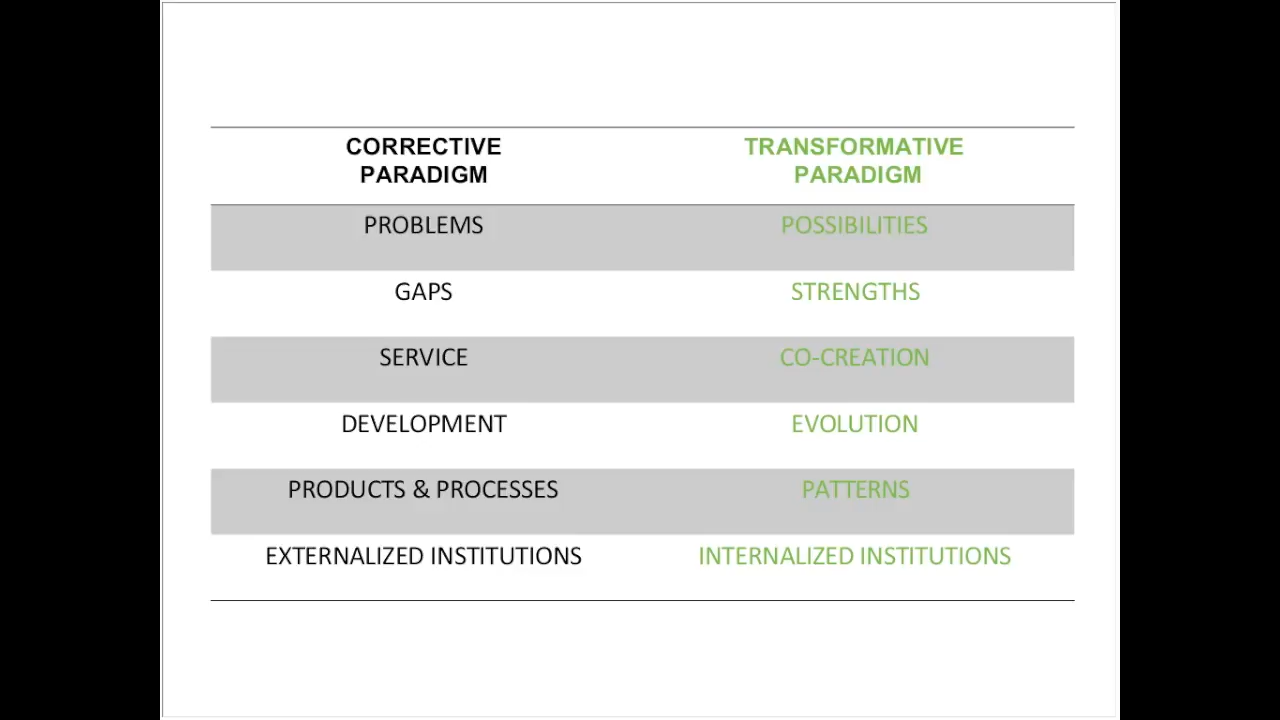 CORRECTIVE PARADIGM TRANSFORMATIVE PARADIGM
PROBLEMS POSSIBILITIES
GAPS STRENGTHS
SERVICE CO-CREATION
DEVELOPMENT EVOLUTION
PRODUCTS & PROCESSES PATTERNS
EXTERNALIZED INSTITUTIONS INTERNALIZED INSTITUTIONS